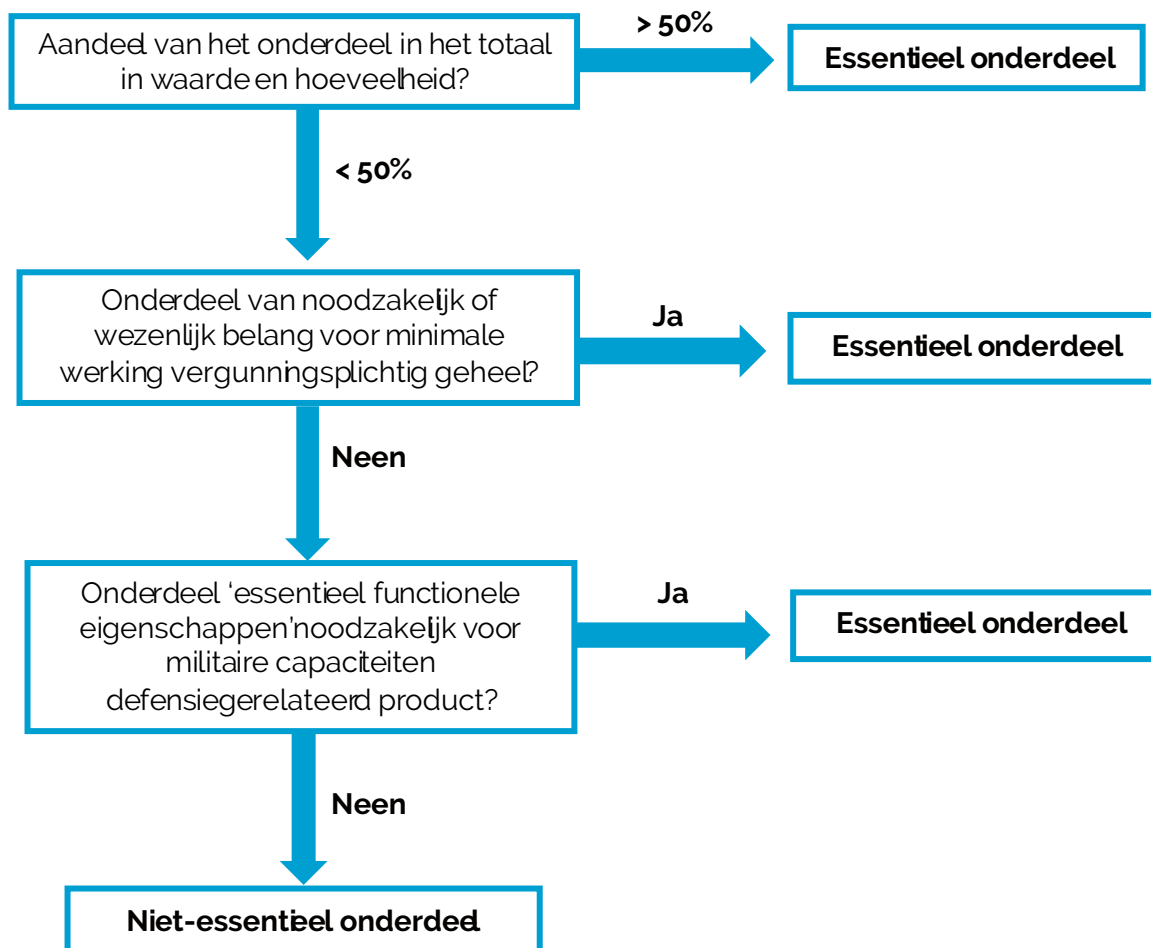 Aandeel van het onderdeel in het totaal
in waarde en hoeveelheid?
> 50%
Essentieel onderdeel
< 50%
Onderdeel van noodzakelijk of
wezenlijk belang voor minimale
werking vergunningsplichtig geheel?
Ja
Essentieel onderdeel
Neen
Onderdeel ‘essentieel functionele
eigenschappen’noodzakelijk voor
militaire capaciteiten
defensiegerelateerd product?
Ja
Essentieel onderdeel
Neen
Niet-essentieel onderdeel